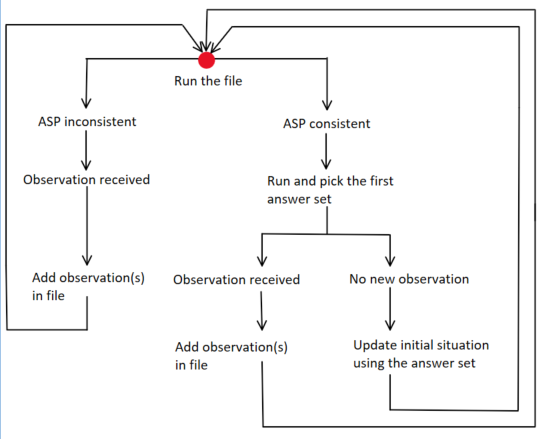 Run the file
ASP inconsistent
ASP consistent
Observation received
Run and pick the first
answer set
Add observation(s)
in file
Observation received
No new observation
Add observation(s)
in file
Update initial situation
using the answer set